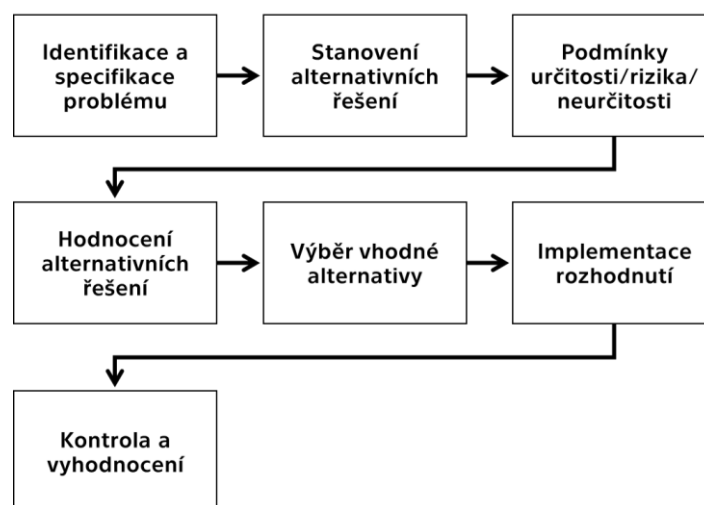 Identifikace a
specifikace
problému
Stanovení
alternativních
řešení
Podmínky
určitosti/rizika/
neurčitosti
Hodnocení
alternativních
řešení
Výběr vhodné
alternativy
Implementace
rozhodnutí
Kontrola a
vyhodnocení